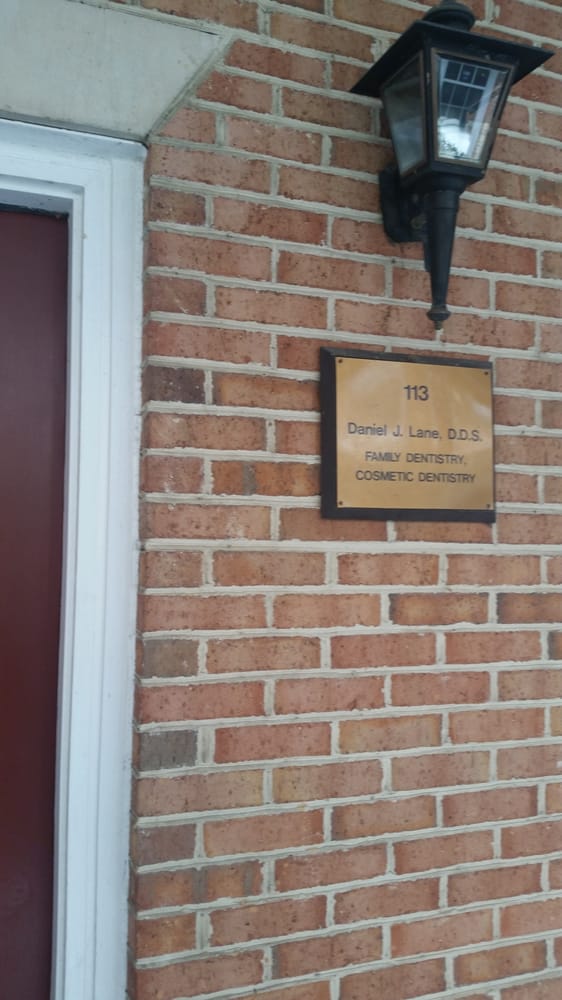 113
Daniel J. Lane, D.D.S.
FAMILY DENTISTRY,
COSMETIC DENTISTRY